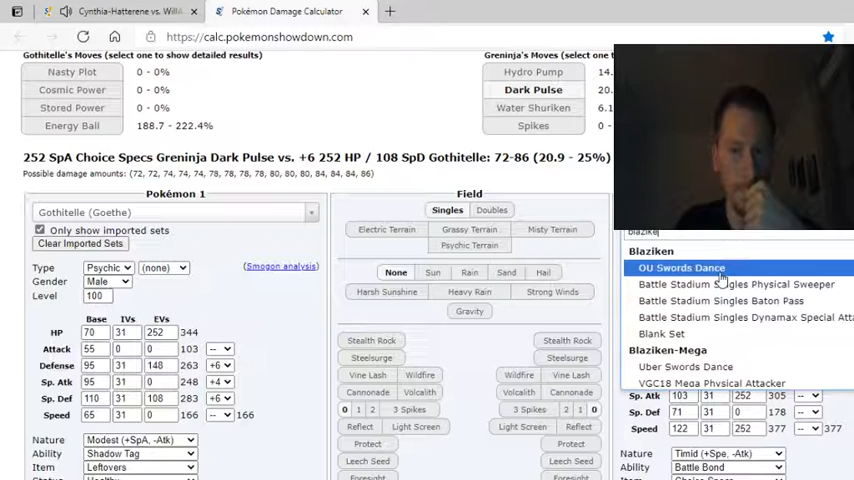 Cynthia-Hatterene vs. WillA
Pokémon Damage Calculator
https://calc.pokemonshowdown.com
Gothitelle's Moves (select one to show detailed results)
Greninja's Moves (select one to show detailed
Nasty Plot 0 - 0%
Hydro Pump 14.
Cosmic Power 0 - 0%
Dark Pulse 20.
Stored Power 0 - 0%
Water Shuriken 6.1
Energy Ball 188.7 - 222.4%
Spikes 0 -
252 SpA Choice Specs Greninja Dark Pulse vs. +6 252 HP / 108 SpD Gothitelle: 72-86 (20.9 - 25%)
Possible damage amounts: (72, 72, 74, 74, 74, 78, 78, 78, 78, 80, 80, 80, 84, 84, 84, 86)
Pokémon 1
Field
Gothitelle (Goethe)
Singles Doubles
Only show imported sets
Clear Imported Sets
Electric Terrain Grassy Terrain Misty Terrain
Psychic Terrain
Type Psychic (none) (Smogon analysis)
Gender Male
Level 100
None Sun Rain Sand Hail
Harsh Sunshine Heavy Rain Strong Winds
Gravity
Base IVs EVs
HP 70 31 252 344
Attack 55 0 0 103 --
Defense 95 31 148 263 +6
Sp. Atk 95 31 0 248 +4
Sp. Def 110 31 108 283 +6
Speed 65 31 0 166 -- 166
Nature Modest (+SpA, -Atk)
Ability Shadow Tag
Item Leftovers
Status Healthy
Stealth Rock Stealth Rock
Steelsurge Steelsurge
Vine Lash Wildfire Wildfire Vine Lash
Cannonade Volcalith Volcalith Cannonade
0 1 2 3 Spikes 3 Spikes 2 1 0
Reflect Light Screen Light Screen Reflect
Protect Protect
Leech Seed Leech Seed
Foresight Foresight
blazike
Blaziken
OU Swords Dance
Battle Stadium Singles Physical Sweeper
Battle Stadium Singles Baton Pass
Battle Stadium Singles Dynamax Special Atta
Blank Set
Blaziken-Mega
Uber Swords Dance
VGC18 Mega Physical Attacker
Sp. Atk 103 31 252 305 --
Sp. Def 71 31 0 178 --
Speed 122 31 252 377 -- 377
Nature Timid (+Spe, -Atk)
Ability Battle Bond
Item Choice Specs